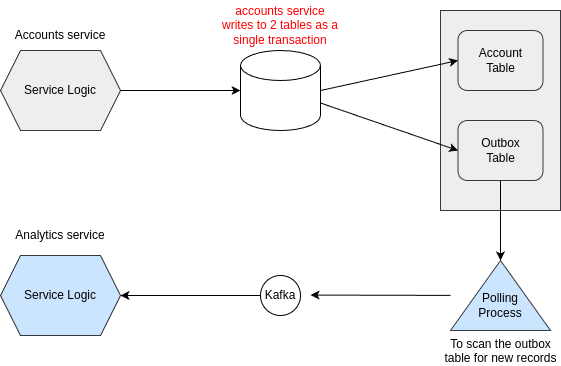 Accounts service
accounts service
writes to 2 tables as a
single transaction
Service Logic
Account
Table
Outbox
Table
Analytics service
Service Logic
Kafka
Polling
Process
To scan the outbox
table for new records